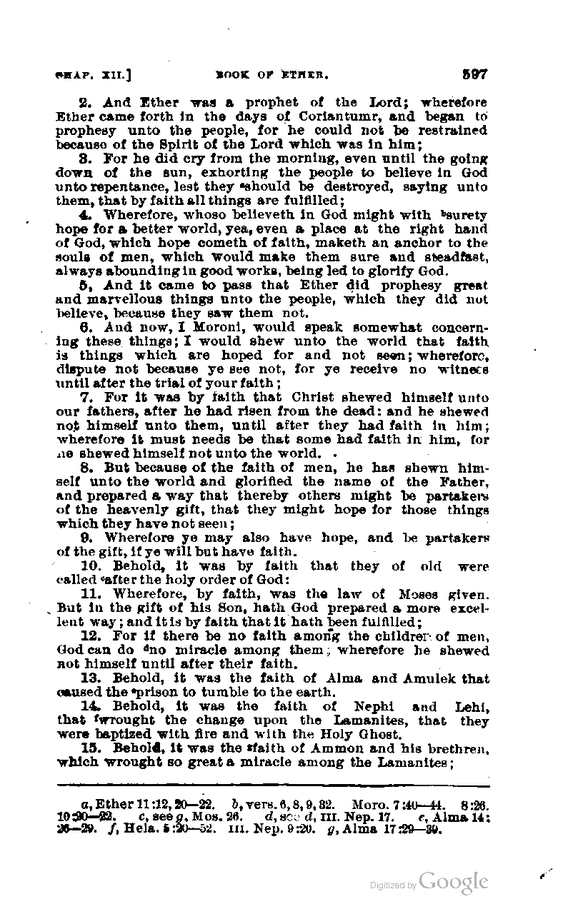 CHAP. XII.] BOOK OF ETHER. 597
2. And Ether was a prophet of the Lord; wherefore
Ether came forth in the days of Coriantumr, and began to
prophesy unto the people, for he could not be restrained
because of the Spirit of the Lord which was in him;
3. For he did cry from the morning, even until the going
down of the sun, exhorting the people to believe in God
unto repentance, lest they ᵃshould be destroyed, saying unto
them, that by faith all things are fulfilled;
4. Wherefore, whoso believeth in God might with ᵇsurety
hope for a better world, yea, even a place at the right hand
of God, which hope cometh of faith, maketh an anchor to the
souls of men, which would make them sure and steadfast,
always abounding in good works, being led to glorify God.
5, And it came to pass that Ether did prophesy great
and marvellous things unto the people, which they did not
believe, because they saw them not.
6. And now, I Moroni, would speak somewhat concern-
ing these things; I would shew unto the world that faith
is things which are hoped for and not seen; wherefore,
dispute not because ye see not, for ye receive no witness
until after the trial of your faith;
7. For it was by faith that Christ shewed himself unto
our fathers, after he had risen from the dead: and he shewed
not himself unto them, until after they had faith in him;
wherefore it must needs be that some had faith in him, for
he shewed himself not unto the world.
8. But because of the faith of men, he has shewn him-
self unto the world and glorified the name of the Father,
and prepared a way that thereby others might be partakers
of the heavenly gift, that they might hope for those things
which they have not seen;
9. Wherefore ye may also have hope, and be partakers
of the gift, if ye will but have faith.
10. Behold, it was by faith that they of old were
called ᶜafter the holy order of God:
11. Wherefore, by faith, was the law of Moses given.
But in the gift of his Son, hath God prepared a more excel-
lent way; and it is by faith that it hath been fulfilled;
12. For if there be no faith among the children of men,
God can do ᵈno miracle among them; wherefore he shewed
not himself until after their faith.
13. Behold, it was the faith of Alma and Amulek that
caused the ᵉprison to tumble to the earth.
14. Behold, it was the faith of Nephi and Lehi,
that ᶠwrought the change upon the Lamanites, that they
were baptized with fire and with the Holy Ghost.
15. Behold, it was the ᵍfaith of Ammon and his brethren,
which wrought so great a miracle among the Lamanites;
a, Ether 11:12, 20—22. b, vers. 6, 8, 9, 32. Moro. 7:40—44. 8:26.
10:20—22. c, see g, Mos. 26. d, see d, III. Nep. 17. e, Alma 14:
26—29. f, Hela. 5:20—52. III. Nep. 9:20. g, Alma 17:29—39.
Digitized by Google